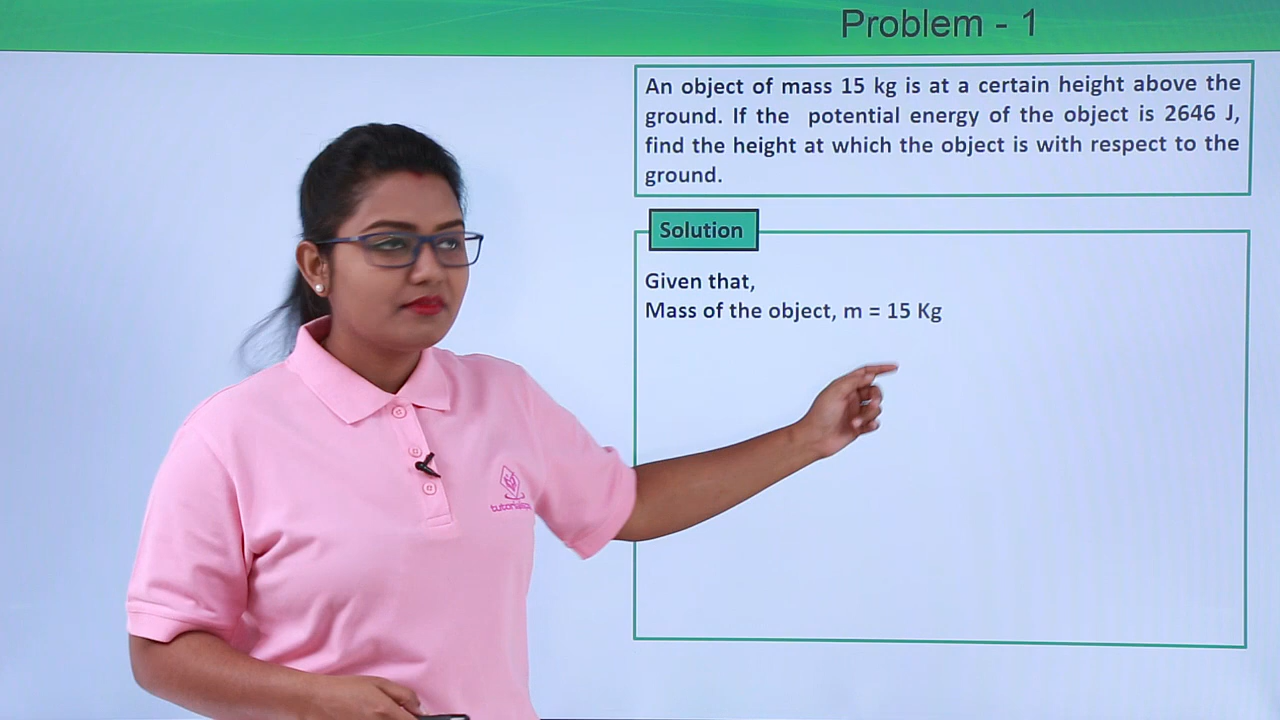 Problem - 1
An object of mass 15 kg is at a certain height above the
ground. If the potential energy of the object is 2646 J,
find the height at which the object is with respect to the
ground.
Solution
Given that,
Mass of the object, m = 15 Kg